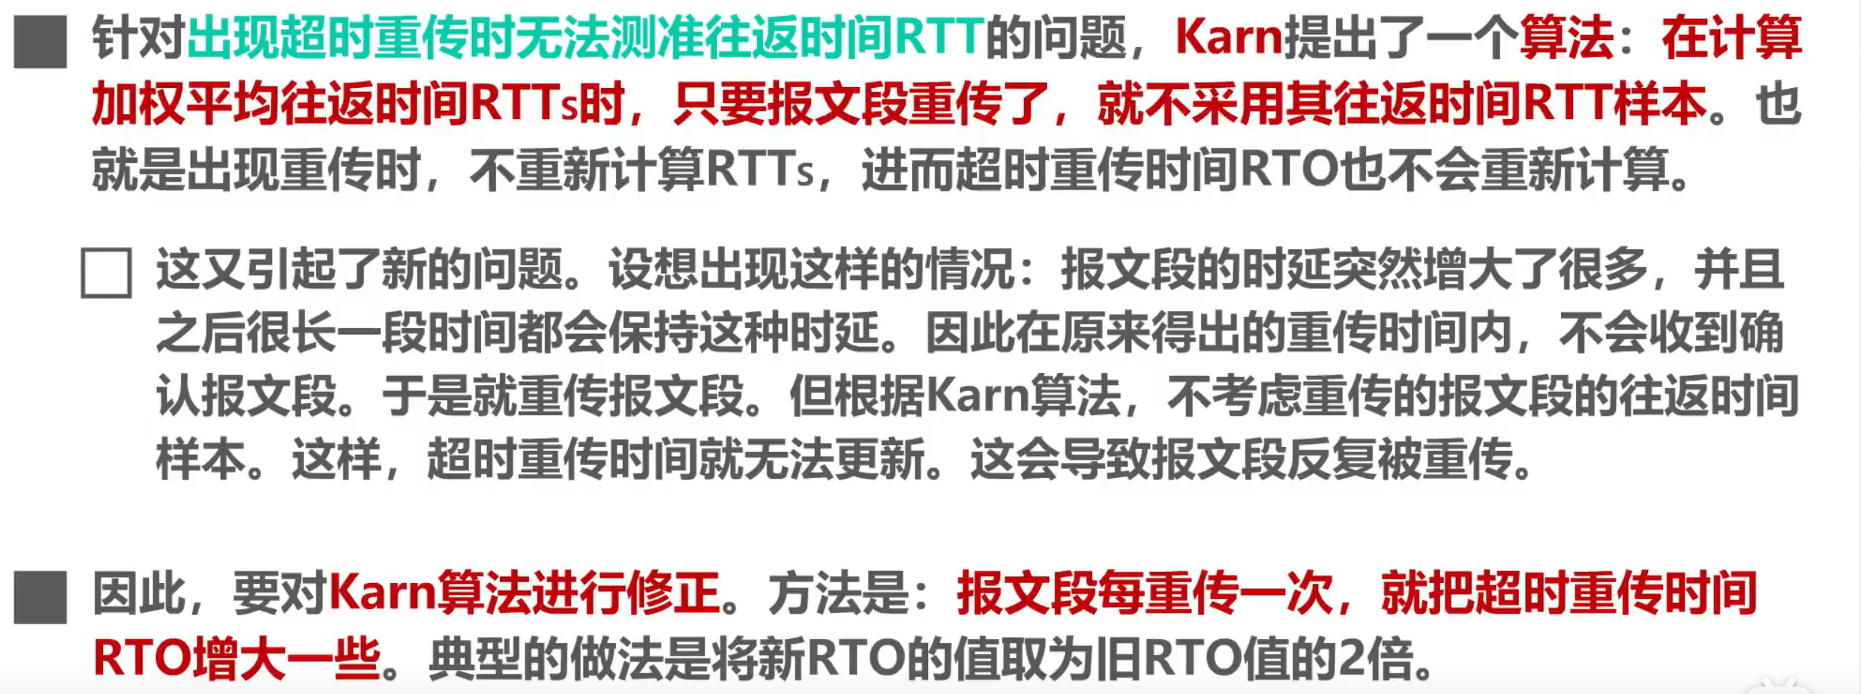 针对出现超时重传时无法测准往返时间RTT的问题，Karn提出了一个算法：在计算
加权平均往返时间RTTs时，只要报文段重传了，就不采用其往返时间RTT样本。也
就是出现重传时，不重新计算RTTs，进而超时重传时间RTO也不会重新计算。
这又引起了新的问题。设想出现这样的情况：报文段的时延突然增大了很多，并且
之后很长一段时间都会保持这种时延。因此在原来得出的重传时间内，不会收到确
认报文段。于是就重传报文段。但根据Karn算法，不考虑重传的报文段的往返时间
样本。这样，超时重传时间就无法更新。这会导致报文段反复被重传。
因此，要对Karn算法进行修正。方法是：报文段每重传一次，就把超时重传时间
RTO增大一些。典型的做法是将新RTO的值取为旧RTO值的2倍。